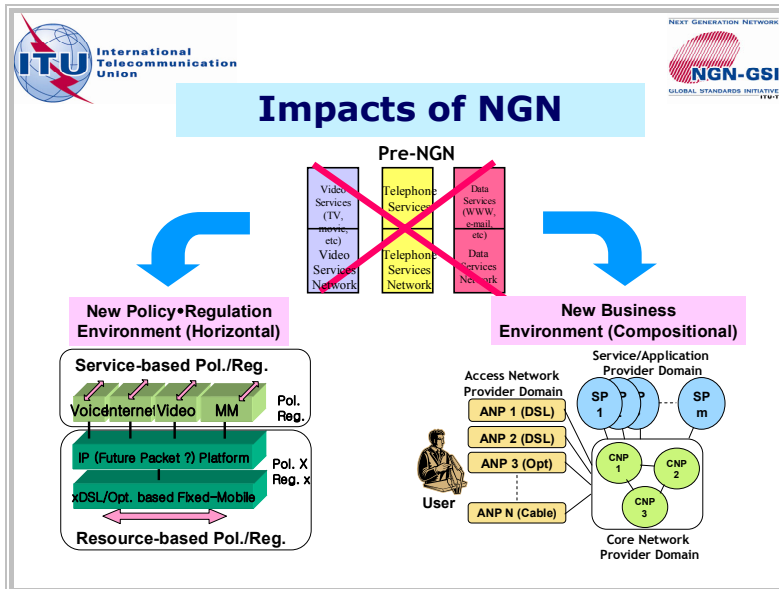 International
Telecommunication
Union
ITU
NEXT GENERATION NETWORK
NGN-GSI
GLOBAL STANDARDS INITIATIVE
ITU-T
Impacts of NGN
Pre-NGN
Video
Services
(TV,
movie,
etc)
Telephone
Services
Data
Services
(WWW,
e-mail,
etc)
Video
Services
Network
Telephone
Services
Network
Data
Services
Network
New Policy•Regulation
Environment (Horizontal)
New Business
Environment (Compositional)
Service-based Pol./Reg.
Voice
Internet
Video
MM
Pol.
Reg.
IP (Future Packet ?) Platform
xDSL/Opt. based Fixed-Mobile
Pol. X
Reg. x
Resource-based Pol./Reg.
Service/Application
Provider Domain
Access Network
Provider Domain
ANP 1 (DSL)
ANP 2 (DSL)
ANP 3 (Opt)
ANP N (Cable)
User
SP
1
SP
m
CNP
1
CNP
2
CNP
3
Core Network
Provider Domain